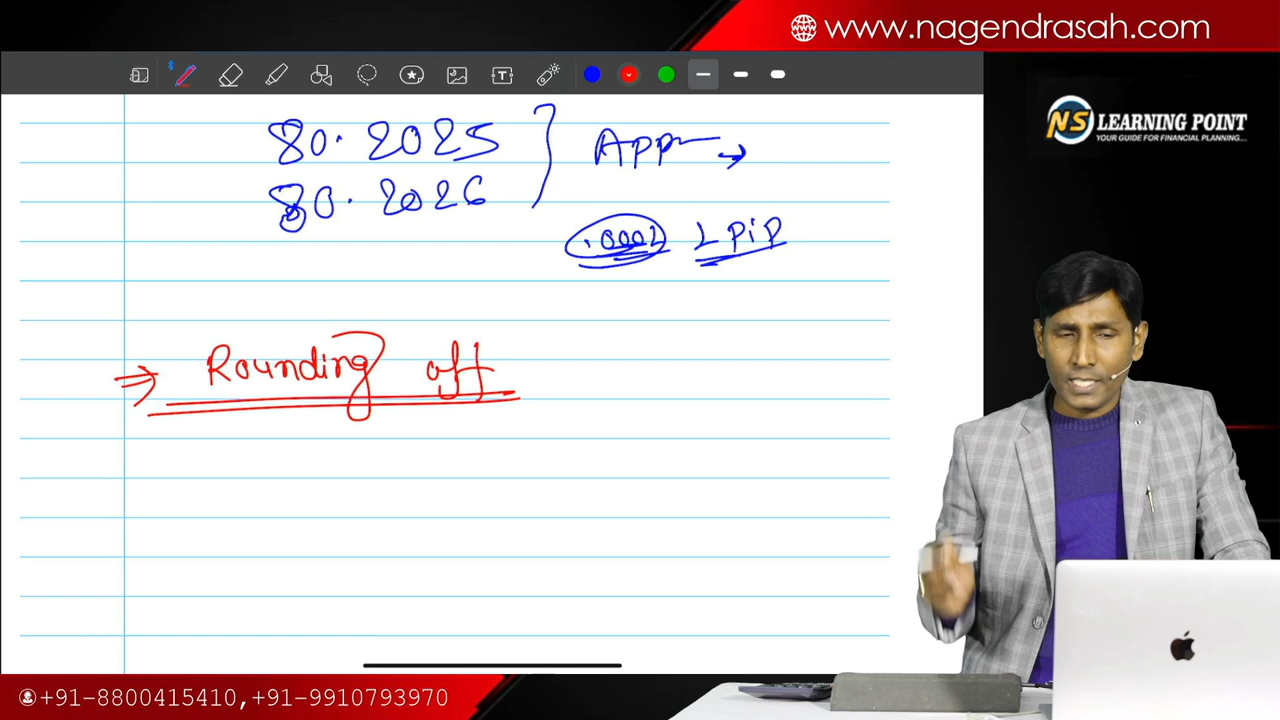 www.nagendrasah.com
NS LEARNING POINT
YOUR GUIDE FOR FINANCIAL PLANNING....
T
80.2025
80.2026
App →
.0001 1 PiP
⇒ Rounding off
+91-8800415410,+91-9910793970